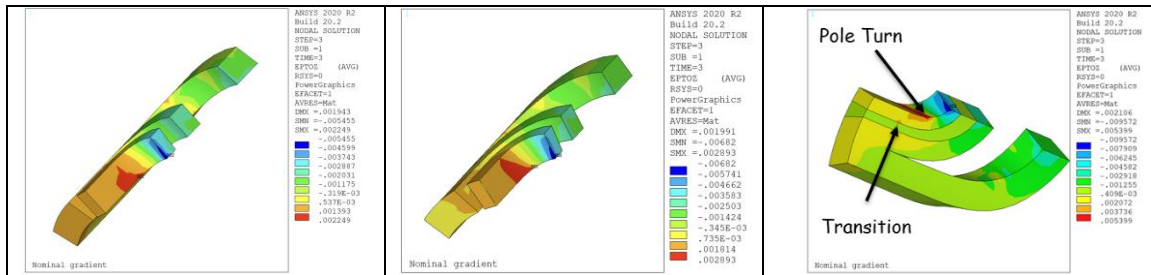 1
ANSYS 2020 R2
Build 20.2
NODAL SOLUTION
STEP=3
SUB =1
TIME=3
EPTOZ (AVG)
RSYS=0
PowerGraphics
EFACET=1
AVRES=Mat
DMX =.001943
SMN =-.005455
SMX =.002249
-.005455
-.004599
-.003743
-.002887
-.002031
-.001175
-.319E-03
.537E-03
.001393
.002249
Nominal gradient
1
ANSYS 2020 R2
Build 20.2
NODAL SOLUTION
STEP=3
SUB =1
TIME=3
EPTOZ (AVG)
RSYS=0
PowerGraphics
EFACET=1
AVRES=Mat
DMX =.001991
SMN =-.00682
SMX =.002893
-.00682
-.005741
-.004662
-.003583
-.002503
-.001424
-.345E-03
.735E-03
.001814
.002893
Nominal gradient
1
Pole Turn
Transition
ANSYS 2020 R2
Build 20.2
NODAL SOLUTION
STEP=3
SUB =1
TIME=3
EPTOZ (AVG)
RSYS=0
PowerGraphics
EFACET=1
AVRES=Mat
DMX =.002106
SMN =-.009572
SMX =.005399
-.009572
-.007909
-.006245
-.004582
-.002918
-.001255
.409E-03
.002072
.003736
.005399
Nominal gradient